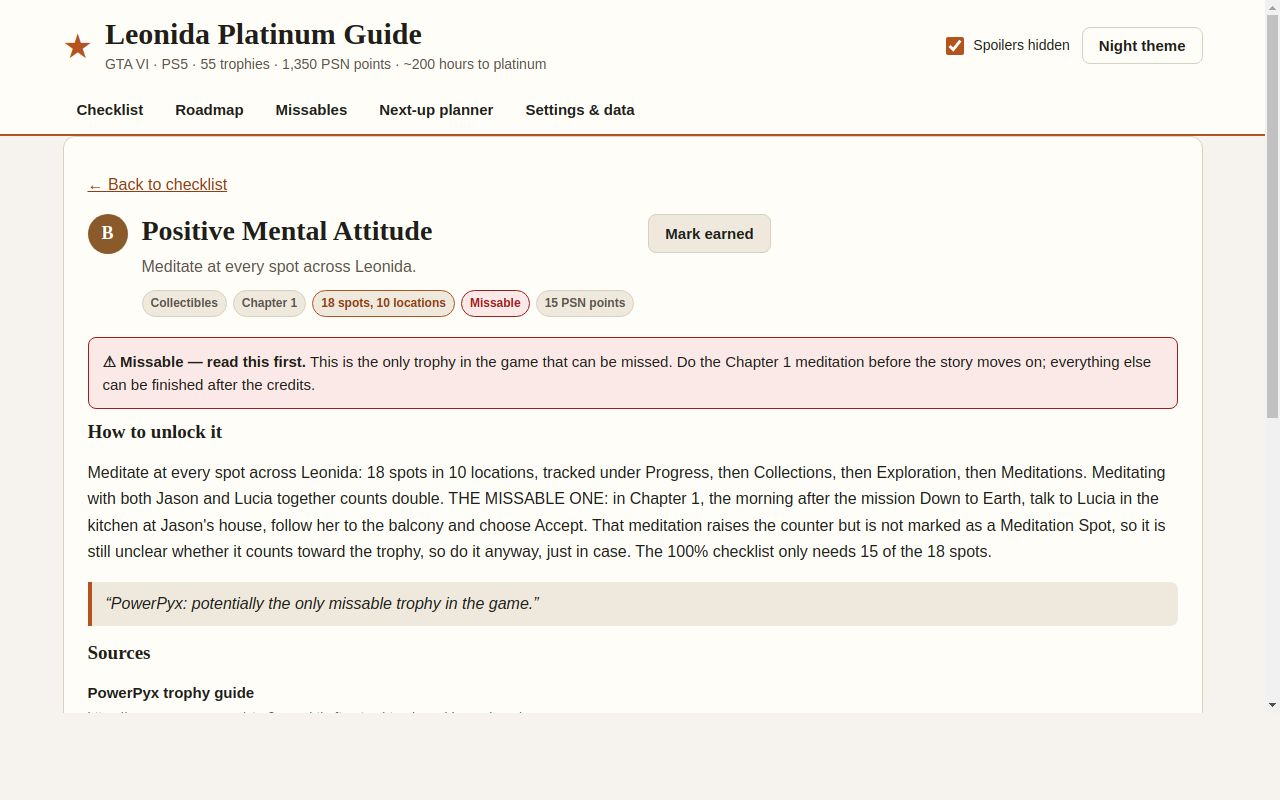 ★ Leonida Platinum Guide
GTA VI · PS5 · 55 trophies · 1,350 PSN points · ~200 hours to platinum
Spoilers hidden
Night theme
Checklist
Roadmap
Missables
Next-up planner
Settings & data
← Back to checklist
B
Positive Mental Attitude
Mark earned
Meditate at every spot across Leonida.
Collectibles
Chapter 1
18 spots, 10 locations
Missable
15 PSN points
⚠ Missable — read this first. This is the only trophy in the game that can be missed. Do the Chapter 1 meditation before the story moves on; everything else
can be finished after the credits.
How to unlock it
Meditate at every spot across Leonida: 18 spots in 10 locations, tracked under Progress, then Collections, then Exploration, then Meditations. Meditating
with both Jason and Lucia together counts double. THE MISSABLE ONE: in Chapter 1, the morning after the mission Down to Earth, talk to Lucia in the
kitchen at Jason's house, follow her to the balcony and choose Accept. That meditation raises the counter but is not marked as a Meditation Spot, so it is
still unclear whether it counts toward the trophy, so do it anyway, just in case. The 100% checklist only needs 15 of the 18 spots.
“PowerPyx: potentially the only missable trophy in the game.”
Sources
PowerPyx trophy guide